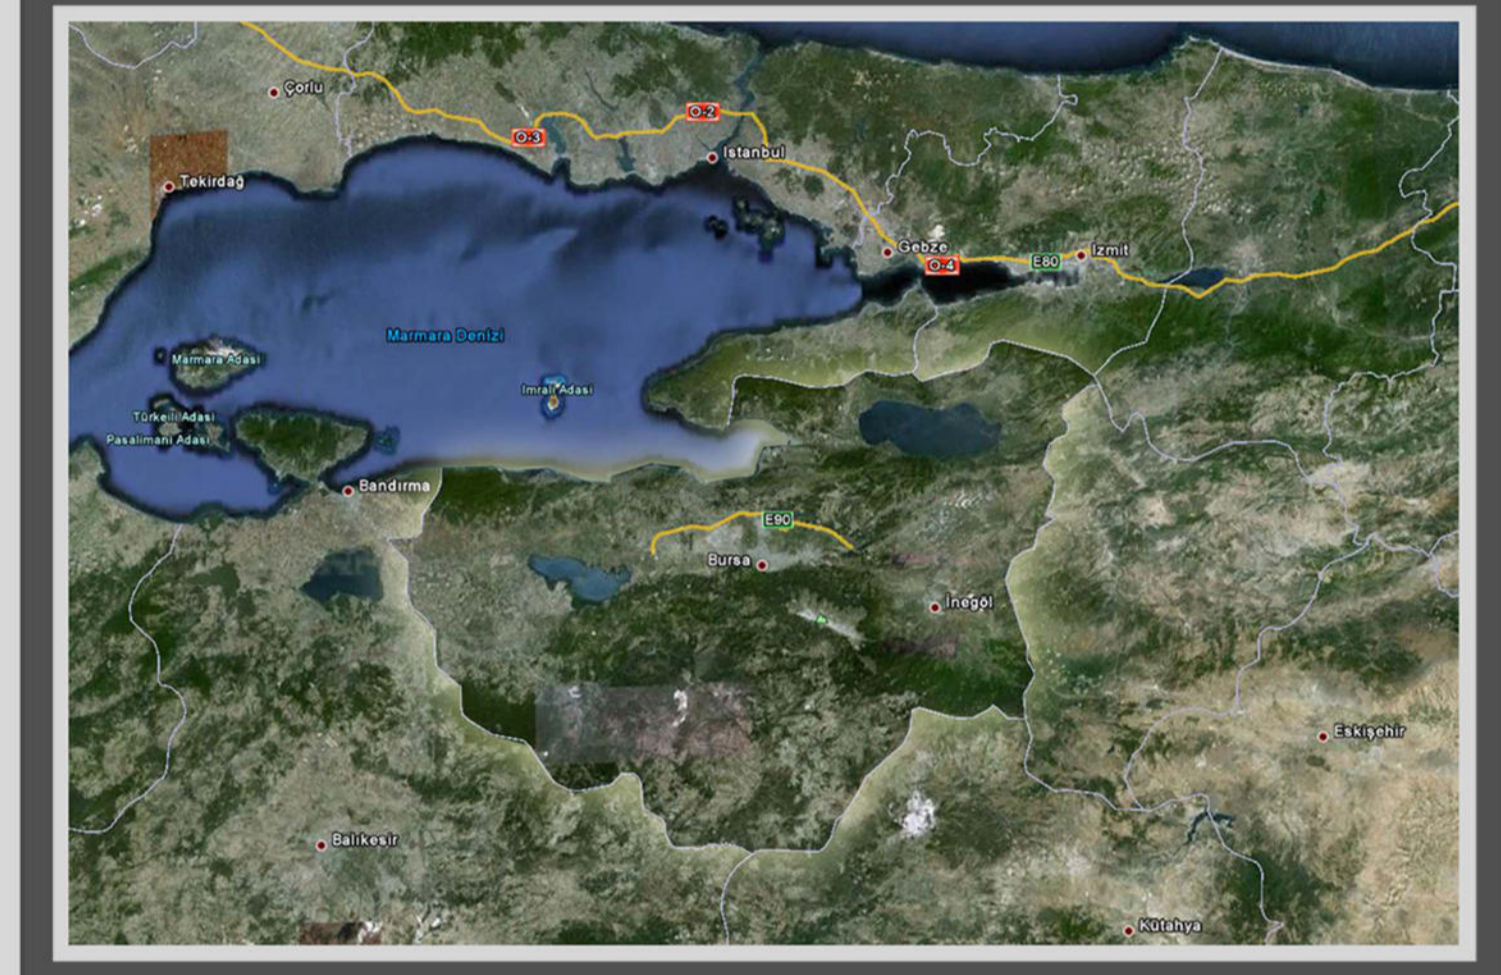 Çorlu
O-2
O-3
Istanbul
Tekirdağ
Gebze
Izmit
O-4
E80
Marmara Denizi
Marmara Adasi
Imrali Adasi
Türkeli Adasi
Pasalimani Adasi
Bandırma
E90
Bursa
İnegöl
Eskişehir
Balıkesir
Kütahya